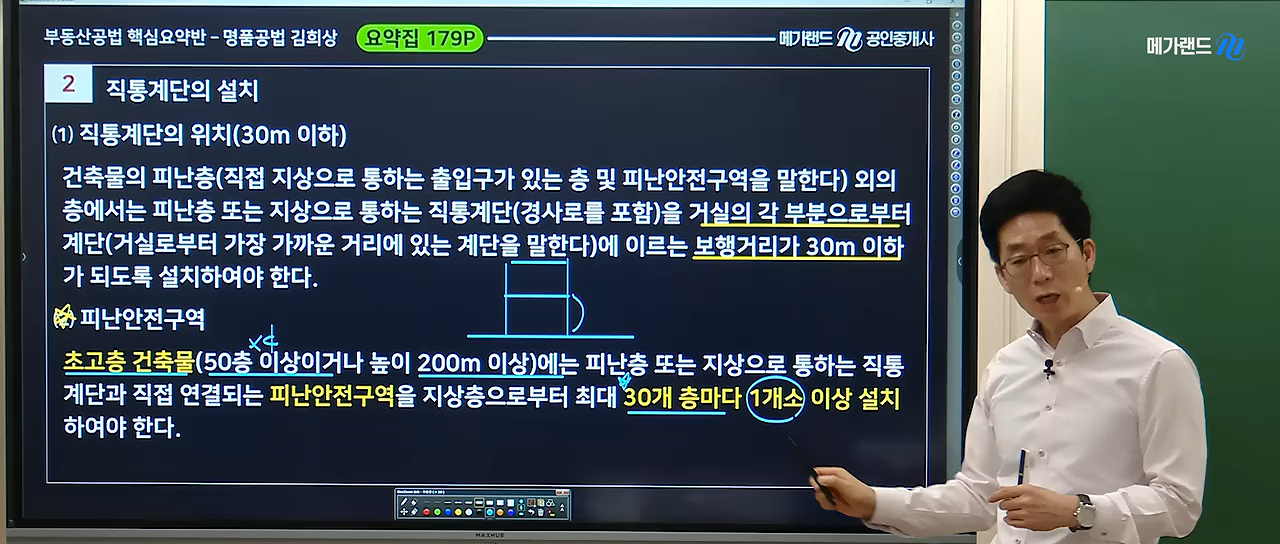 부동산공법 핵심요약반 – 명품공법 김희상
요약집 179P
메가랜드 공인중개사
메가랜드
2 직통계단의 설치
(1) 직통계단의 위치(30m 이하)
건축물의 피난층(직접 지상으로 통하는 출입구가 있는 층 및 피난안전구역을 말한다) 외의
층에서는 피난층 또는 지상으로 통하는 직통계단(경사로를 포함)을 거실의 각 부분으로부터
계단(거실로부터 가장 가까운 거리에 있는 계단을 말한다)에 이르는 보행거리가 30m 이하
가 되도록 설치하여야 한다.
피난안전구역
초고층 건축물(50층 이상이거나 높이 200m 이상)에는 피난층 또는 지상으로 통하는 직통
계단과 직접 연결되는 피난안전구역을 지상층으로부터 최대 30개 층마다 1개소 이상 설치
하여야 한다.
MAXHUB